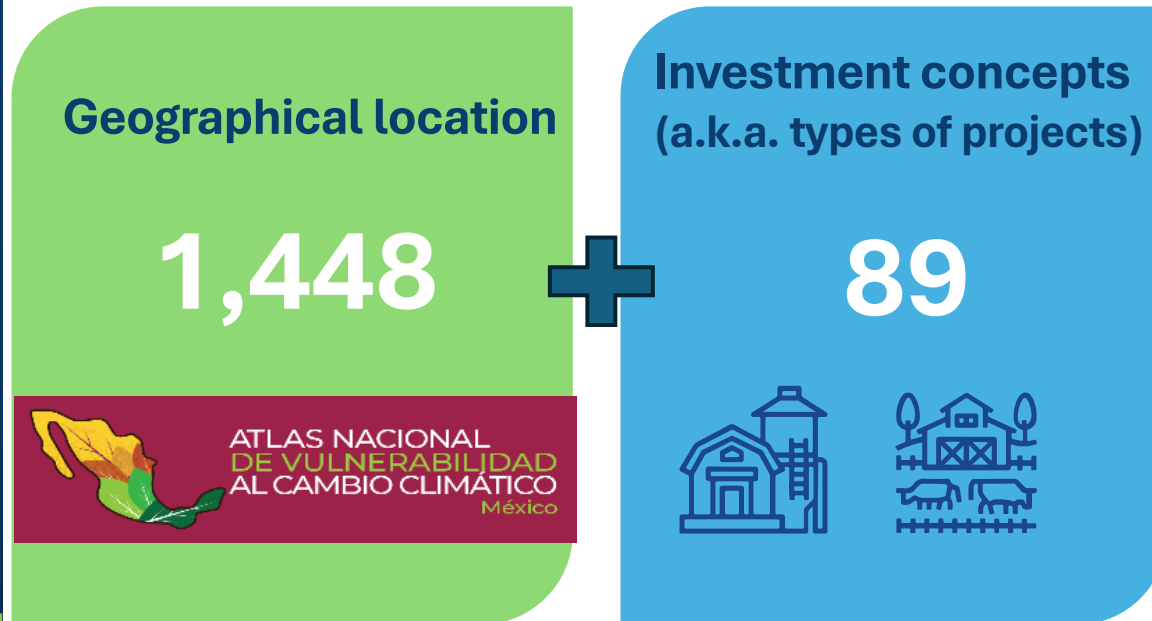 Geographical location
1,448
ATLAS NACIONAL
DE VULNERABILIDAD
AL CAMBIO CLIMÁTICO
México
Investment concepts
(a.k.a. types of projects)
89